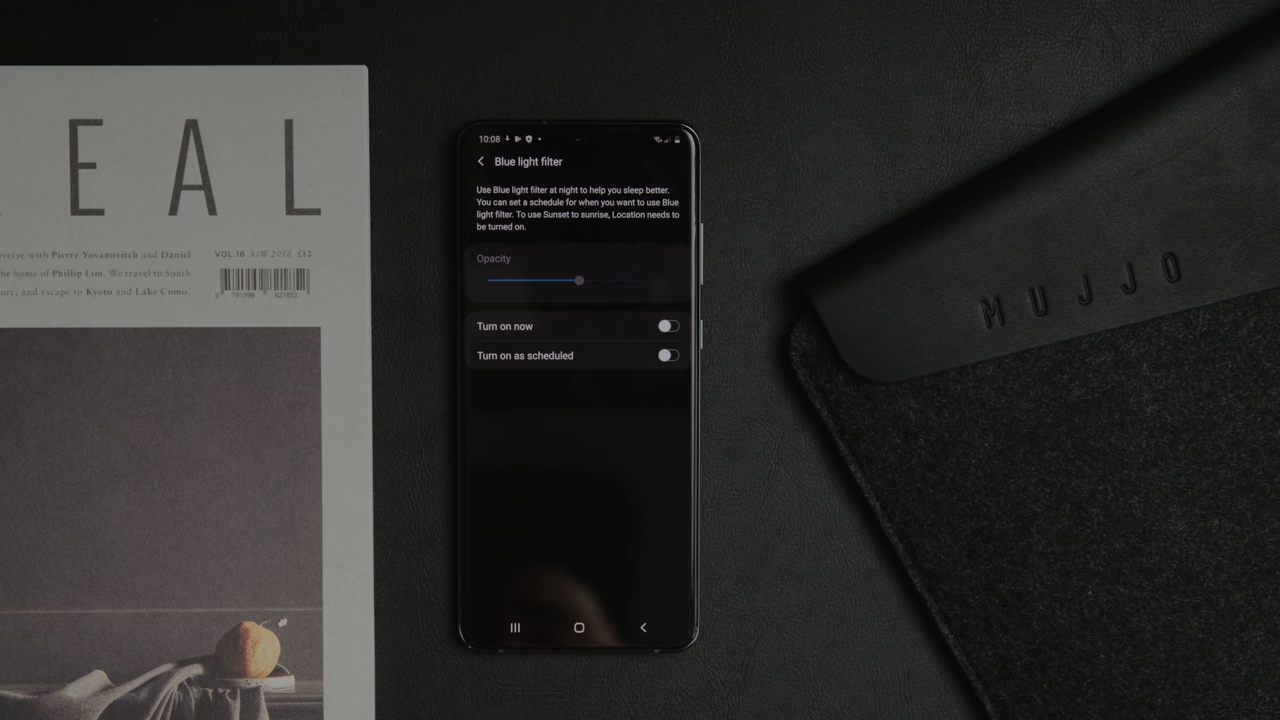 EAL
verse with Pierre Yovanovitch and Daniel
he home of Phillip Lim. We travel to South
ure, and escape to Kyoto and Lake Como.
VOL.16 A/W 2018 £12
10:08
Blue light filter
Use Blue light filter at night to help you sleep better.
You can set a schedule for when you want to use Blue
light filter. To use Sunset to sunrise, Location needs to
be turned on.
Opacity
Turn on now
Turn on as scheduled
MUJJO